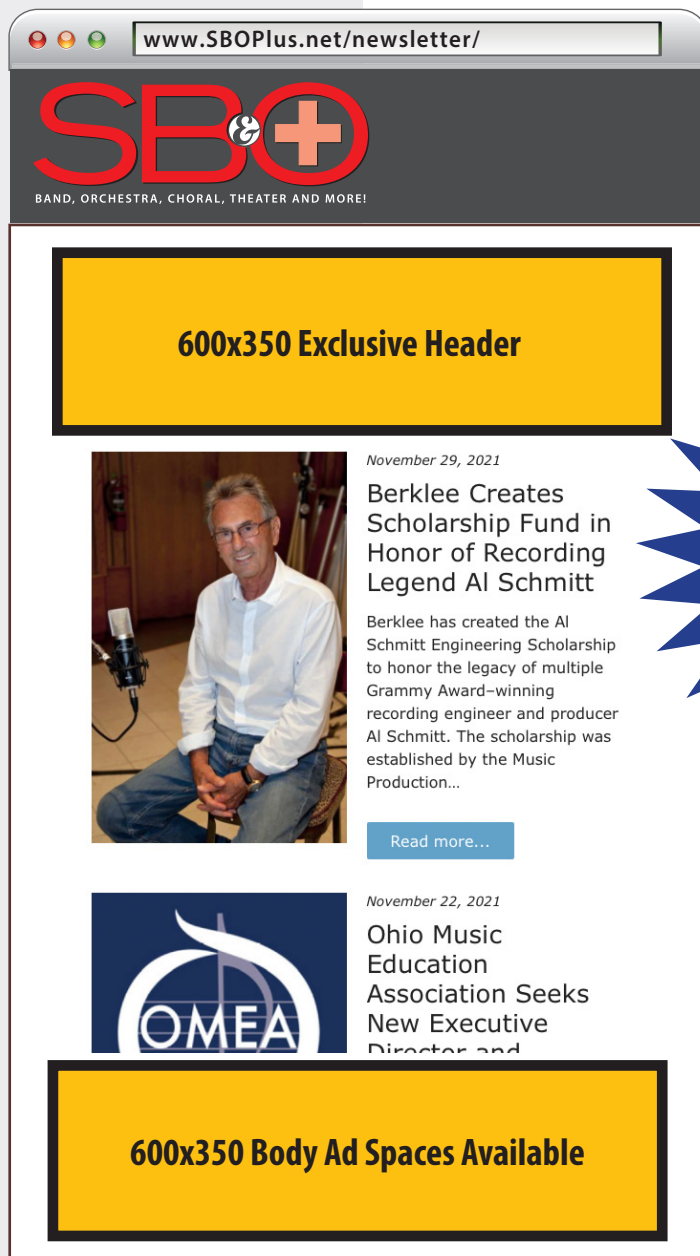 www.SBOPlus.net/newsletter/
SB&O+
BAND, ORCHESTRA, CHORAL, THEATER AND MORE!
600x350 Exclusive Header
November 29, 2021
Berklee Creates
Scholarship Fund in
Honor of Recording
Legend Al Schmitt
Berklee has created the Al
Schmitt Engineering Scholarship
to honor the legacy of multiple
Grammy Award–winning
recording engineer and producer
Al Schmitt. The scholarship was
established by the Music
Production…
Read more...
November 22, 2021
OMEA
Ohio Music
Education
Association Seeks
New Executive
Director and
600x350 Body Ad Spaces Available